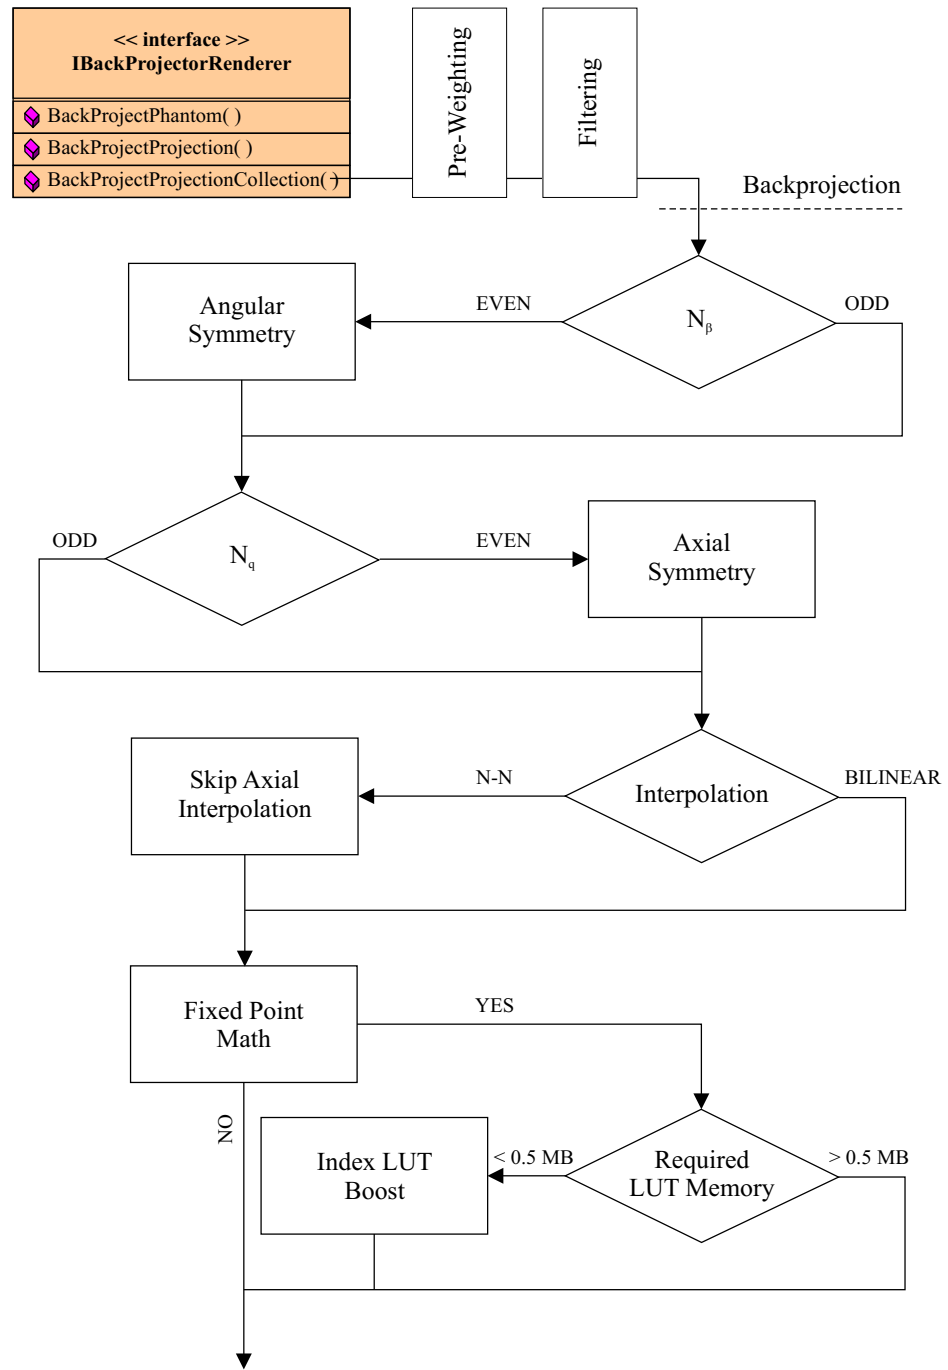 << interface >>
IBackProjectorRenderer
BackProjectPhantom( )
BackProjectProjection( )
BackProjectProjectionCollection( )
Pre-Weighting
Filtering
Backprojection
Angular
Symmetry
EVEN
Nβ
ODD
ODD
Nq
EVEN
Axial
Symmetry
Skip Axial
Interpolation
N-N
Interpolation
BILINEAR
Fixed Point
Math
YES
NO
Index LUT
Boost
< 0.5 MB
Required
LUT Memory
> 0.5 MB